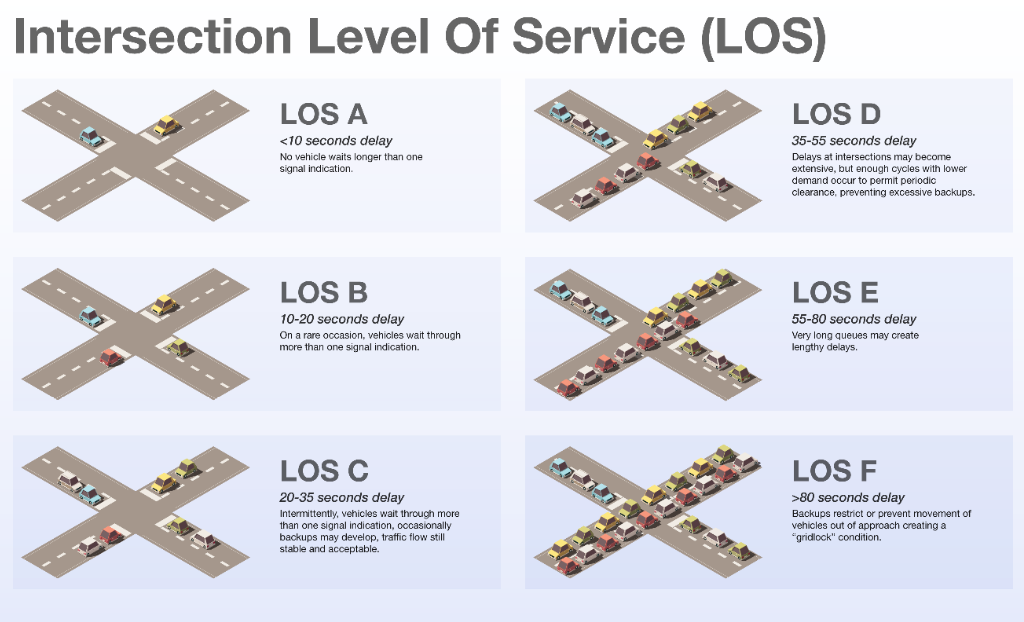 Intersection Level Of Service (LOS)
LOS A
<10 seconds delay
No vehicle waits longer than one
signal indication.
LOS B
10-20 seconds delay
On a rare occasion, vehicles wait through
more than one signal indication.
LOS C
20-35 seconds delay
Intermittently, vehicles wait through more
than one signal indication, occasionally
backups may develop, traffic flow still
stable and acceptable.
LOS D
35-55 seconds delay
Delays at intersections may become
extensive, but enough cycles with lower
demand occur to permit periodic
clearance, preventing excessive backups.
LOS E
55-80 seconds delay
Very long queues may create
lengthy delays.
LOS F
>80 seconds delay
Backups restrict or prevent movement of
vehicles out of approach creating a
“gridlock” condition.